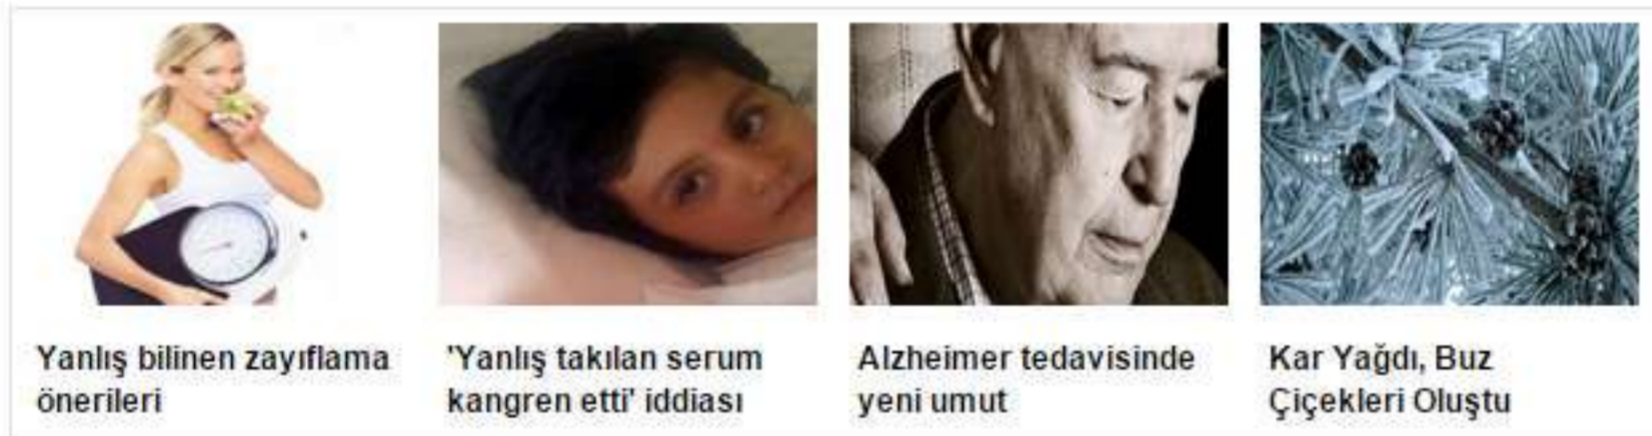 Yanlış bilinen zayıflama
önerileri
'Yanlış takılan serum
kangren etti' iddiası
Alzheimer tedavisinde
yeni umut
Kar Yağdı, Buz
Çiçekleri Oluştu